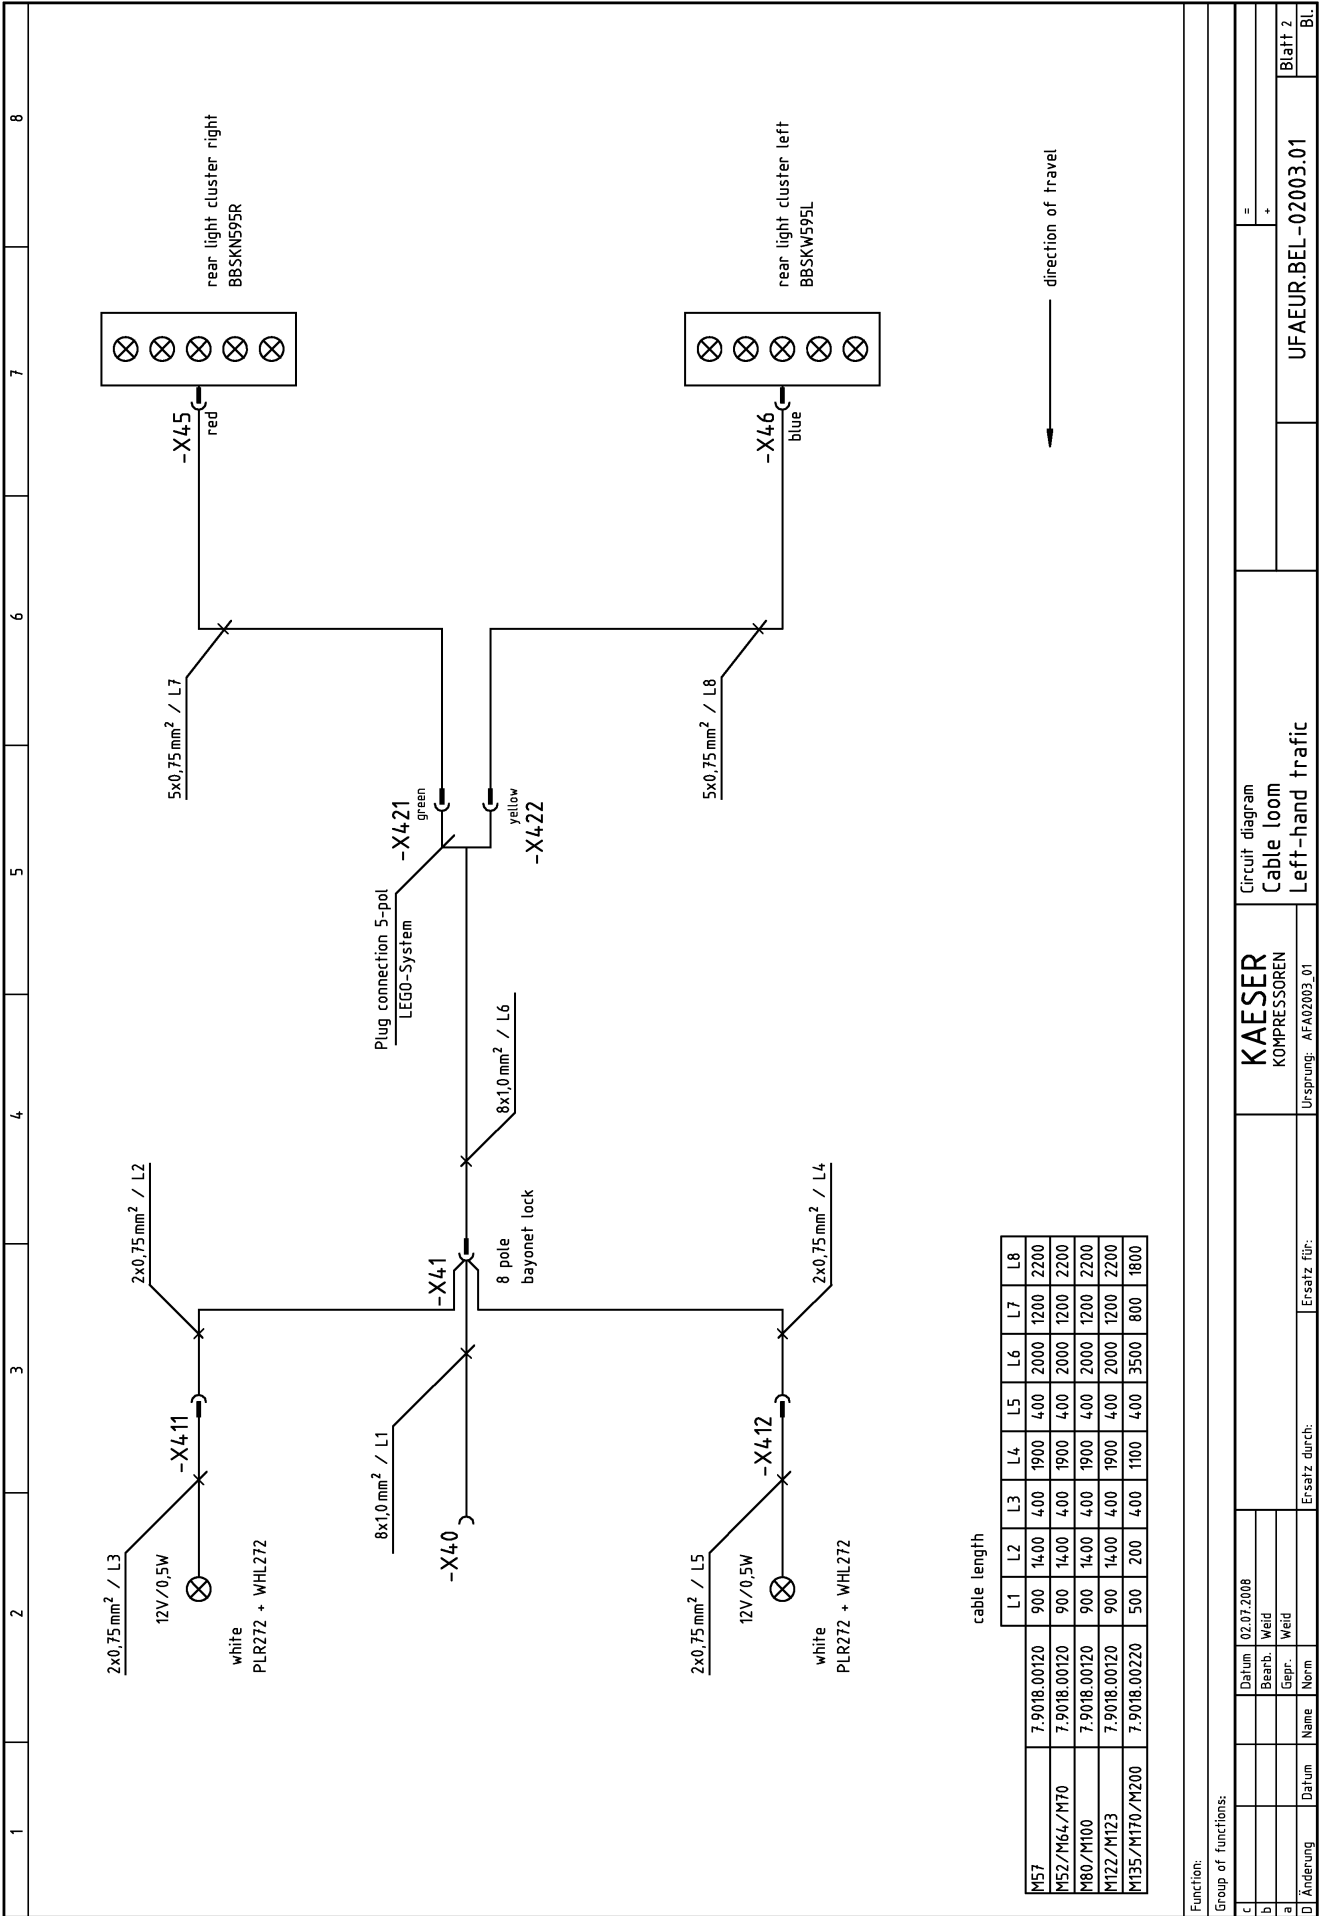 1 2 3 4 5 6 7 8
2x0,75mm² / L3
12V/0,5W
white
PLR272 + WHL272
-X411
2x0,75mm² / L2
8x1,0mm² / L1
-X40
-X41
8 pole
bayonet lock
8x1,0mm² / L6
Plug connection 5-pol
LEGO-System
-X421
green
yellow
-X422
5x0,75mm² / L7
-X45
red
rear light cluster right
BBSKN595R
2x0,75mm² / L5
12V/0,5W
white
PLR272 + WHL272
-X412
2x0,75mm² / L4
5x0,75mm² / L8
-X46
blue
rear light cluster left
BBSKW595L
direction of travel
cable length
L1 L2 L3 L4 L5 L6 L7 L8
M57 7.9018.00120 900 1400 400 1900 400 2000 1200 2200
M52/M64/M70 7.9018.00120 900 1400 400 1900 400 2000 1200 2200
M80/M100 7.9018.00120 900 1400 400 1900 400 2000 1200 2200
M122/M123 7.9018.00120 900 1400 400 1900 400 2000 1200 2200
M135/M170/M200 7.9018.00220 500 200 400 1100 400 3500 800 1800
Function:
Group of functions:
c Datum 02.07.2008
b Bearb. Weid
a Gepr. Weid
D Änderung Datum Name Norm
Ersatz durch: Ersatz für:
KAESER
KOMPRESSOREN
Ursprung: AFA02003_01
Circuit diagram
Cable loom
Left-hand trafic
=
+
UFAEUR.BEL-02003.01
Blatt 2
Bl.